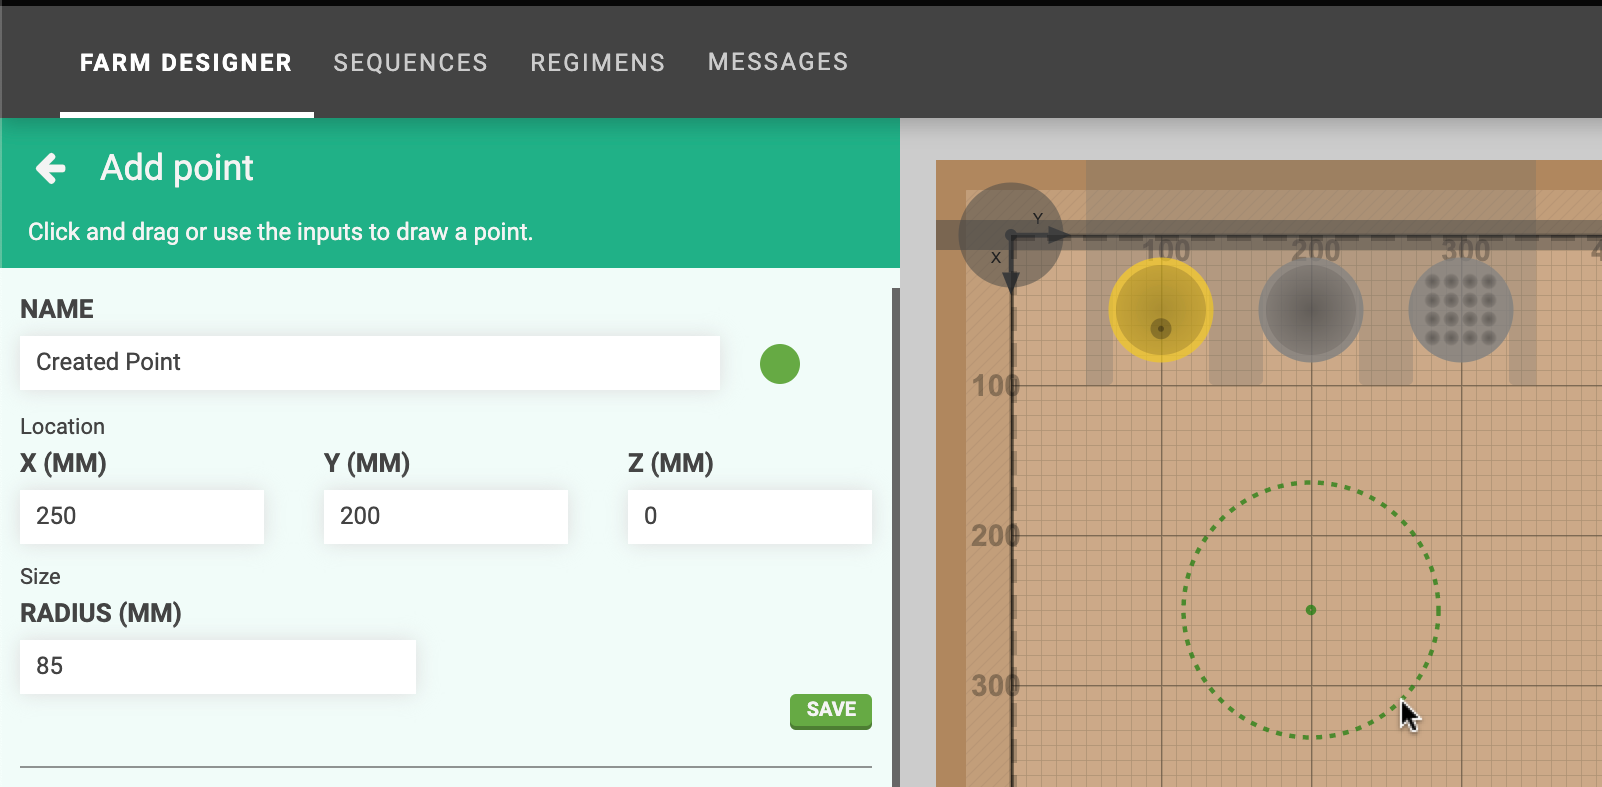 FARM DESIGNER SEQUENCES REGIMENS MESSAGES
Add point
Click and drag or use the inputs to draw a point.
NAME
Created Point
Location
X (MM) Y (MM) Z (MM)
250 200 0
Size
RADIUS (MM)
85
SAVE
Y
X
100 200 300 4
100
200
300